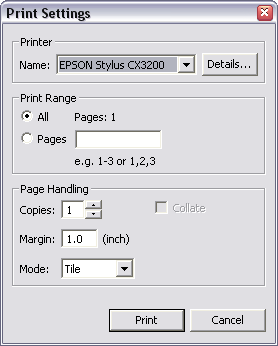 Print Settings
Printer
Name: EPSON Stylus CX3200 Details...
Print Range
All Pages: 1
Pages
e.g. 1-3 or 1,2,3
Page Handling
Copies: 1 Collate
Margin: 1.0 (inch)
Mode: Tile
Print Cancel